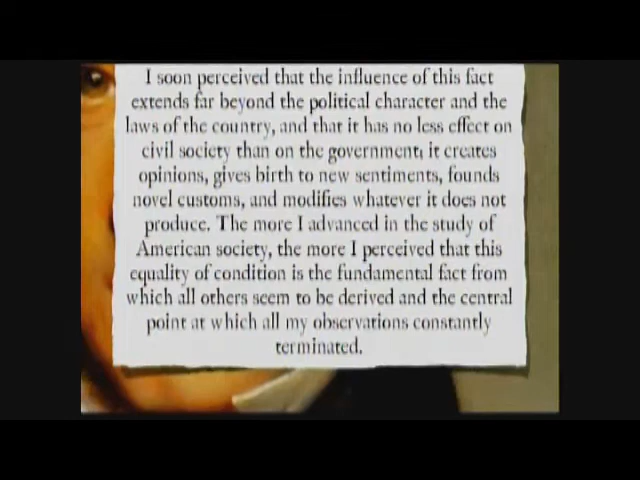 I soon perceived that the influence of this fact
extends far beyond the political character and the
laws of the country, and that it has no less effect on
civil society than on the government; it creates
opinions, gives birth to new sentiments, founds
novel customs, and modifies whatever it does not
produce. The more I advanced in the study of
American society, the more I perceived that this
equality of condition is the fundamental fact from
which all others seem to be derived and the central
point at which all my observations constantly
terminated.